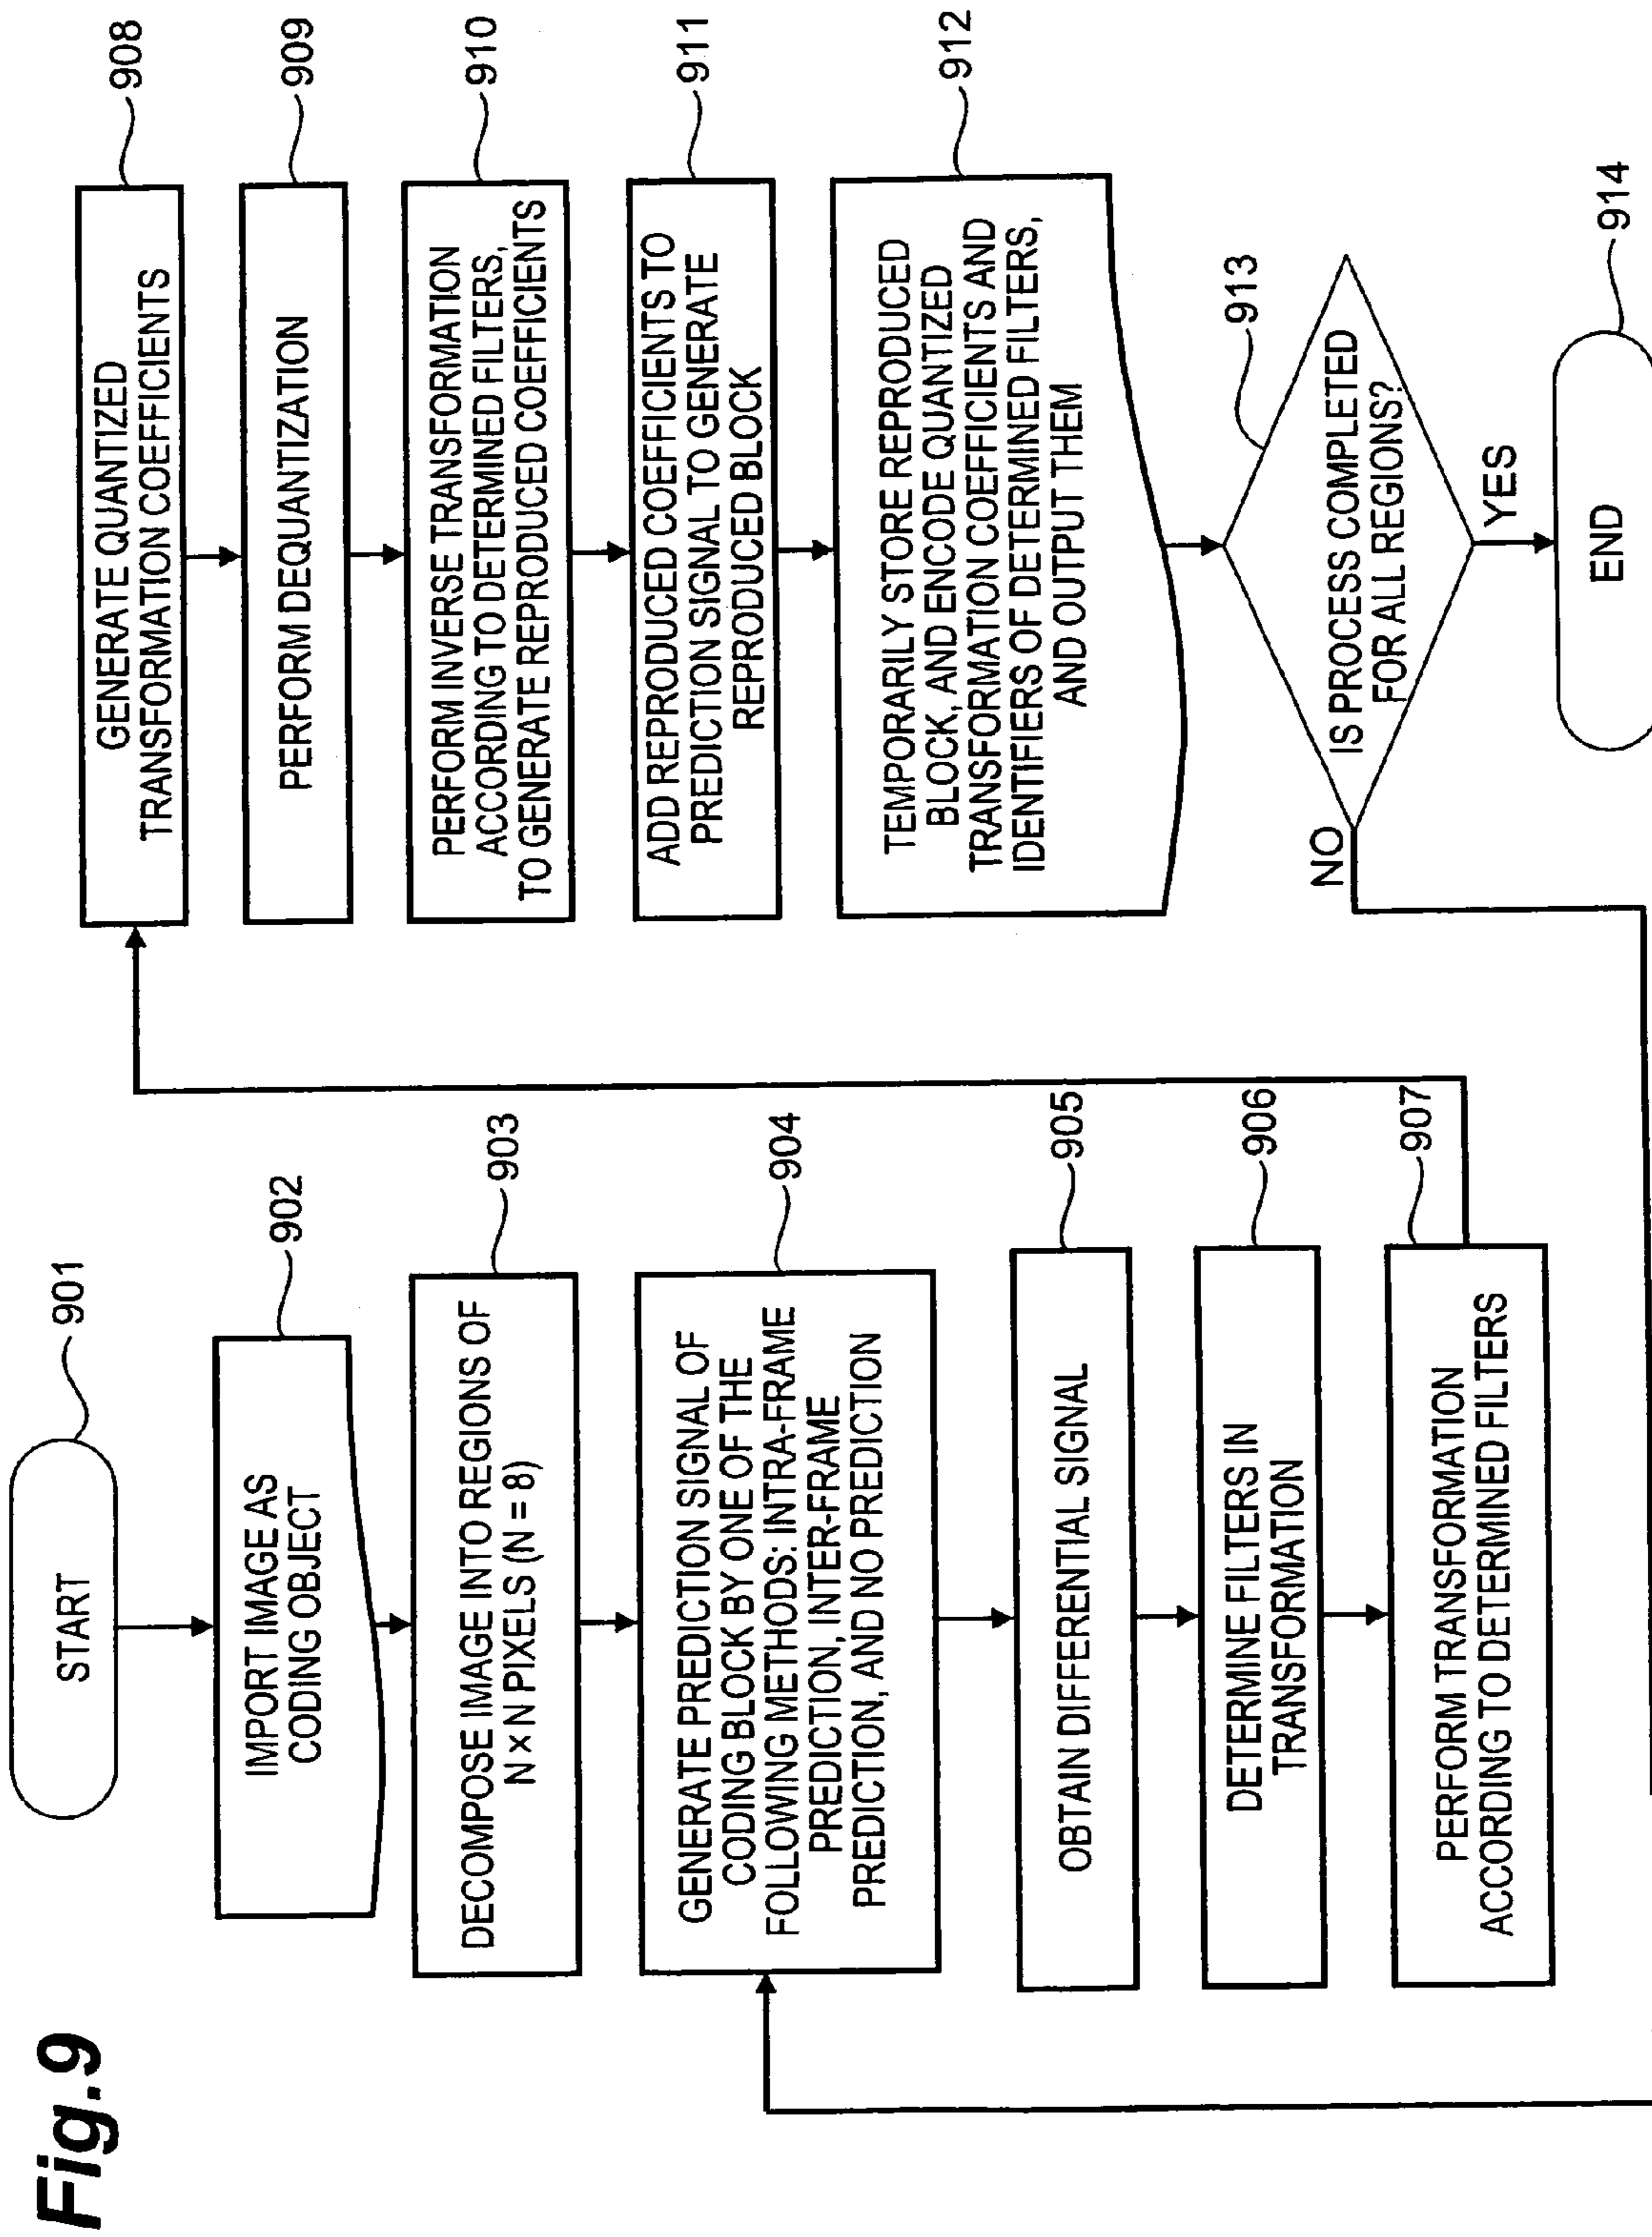 Fig.9
START
901
IMPORT IMAGE AS
CODING OBJECT
902
DECOMPOSE IMAGE INTO REGIONS OF
N × N PIXELS (N = 8)
903
GENERATE PREDICTION SIGNAL OF
CODING BLOCK BY ONE OF THE
FOLLOWING METHODS: INTRA-FRAME
PREDICTION, INTER-FRAME
PREDICTION, AND NO PREDICTION
904
OBTAIN DIFFERENTIAL SIGNAL
905
DETERMINE FILTERS IN
TRANSFORMATION
906
PERFORM TRANSFORMATION
ACCORDING TO DETERMINED FILTERS
907
GENERATE QUANTIZED
TRANSFORMATION COEFFICIENTS
908
PERFORM DEQUANTIZATION
909
PERFORM INVERSE TRANSFORMATION
ACCORDING TO DETERMINED FILTERS,
TO GENERATE REPRODUCED COEFFICIENTS
910
ADD REPRODUCED COEFFICIENTS TO
PREDICTION SIGNAL TO GENERATE
REPRODUCED BLOCK
911
TEMPORARILY STORE REPRODUCED
BLOCK, AND ENCODE QUANTIZED
TRANSFORMATION COEFFICIENTS AND
IDENTIFIERS OF DETERMINED FILTERS,
AND OUTPUT THEM
912
IS PROCESS COMPLETED
FOR ALL REGIONS?
913
NO
YES
END
914